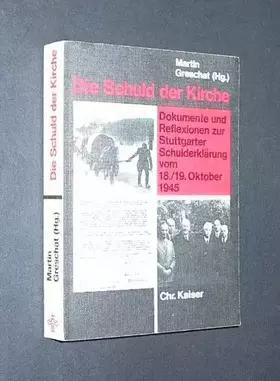 Martin
Greschat (Hg.)
Die Schuld der Kirche
Dokumente und
Reflexionen zur
Stuttgarter
Schulderklärung
vom
18./19. Oktober
1945
Chr. Kaiser
Die Schuld der Kirche
Martin
Greschat (Hg.)